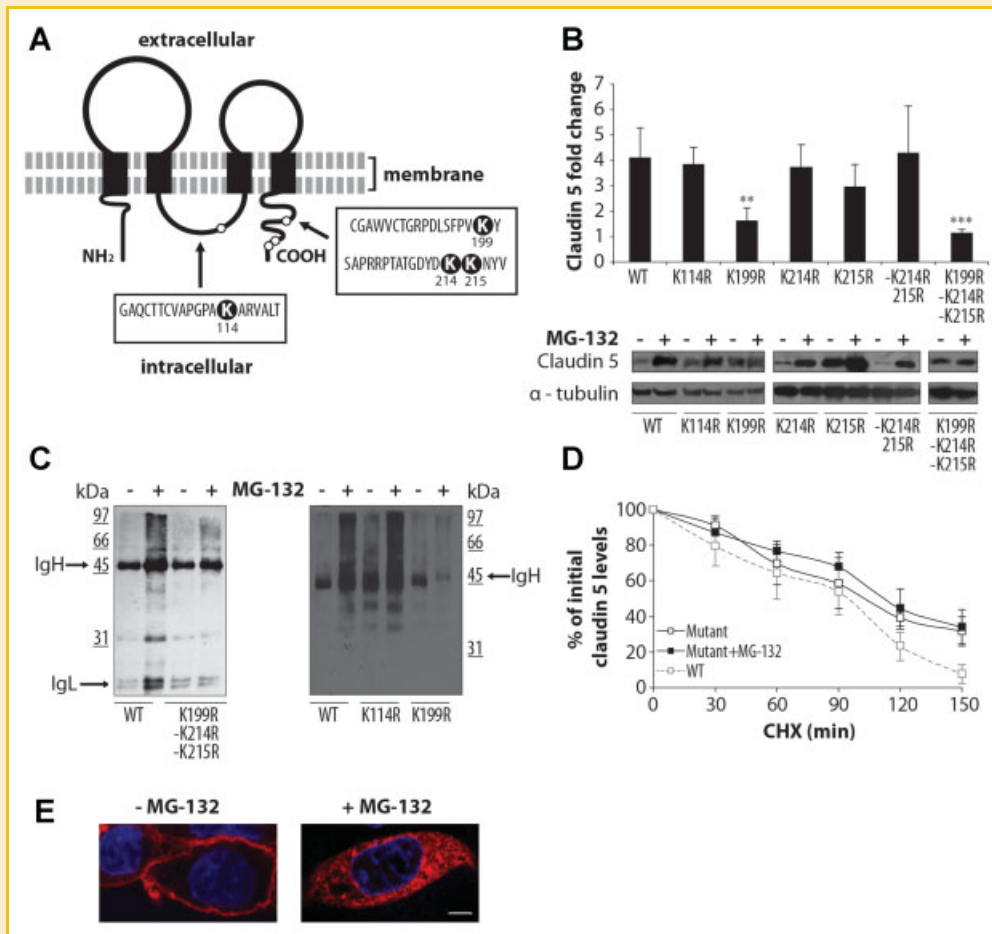 A
extracellular
membrane
NH2
COOH
CGAWVCTGRPDLSFPVKY
199
SAPRRPTATGDYDKKNYV
214 215
GAQCTTCVAPGPAKARVALT
114
intracellular
B
Claudin 5 fold change
7
6
5
4
3
2
1
0
**
***
WT K114R K199R K214R K215R -K214R K199R
215R -K214R
-K215R
MG-132 - + - + - + - + - + - + - +
Claudin 5
α - tubulin
WT K114R K199R K214R K215R -K214R K199R
215R -K214R
-K215R
C
kDa - + - + MG-132 - + - + - + kDa
97 97
66 66
IgH 45 45 IgH
31 31
IgL
WT K199R WT K114R K199R
-K214R
-K215R
D
% of initial
claudin 5 levels
100
80
60
40
20
0
Mutant
Mutant+MG-132
WT
0 30 60 90 120 150
CHX (min)
E
- MG-132 + MG-132